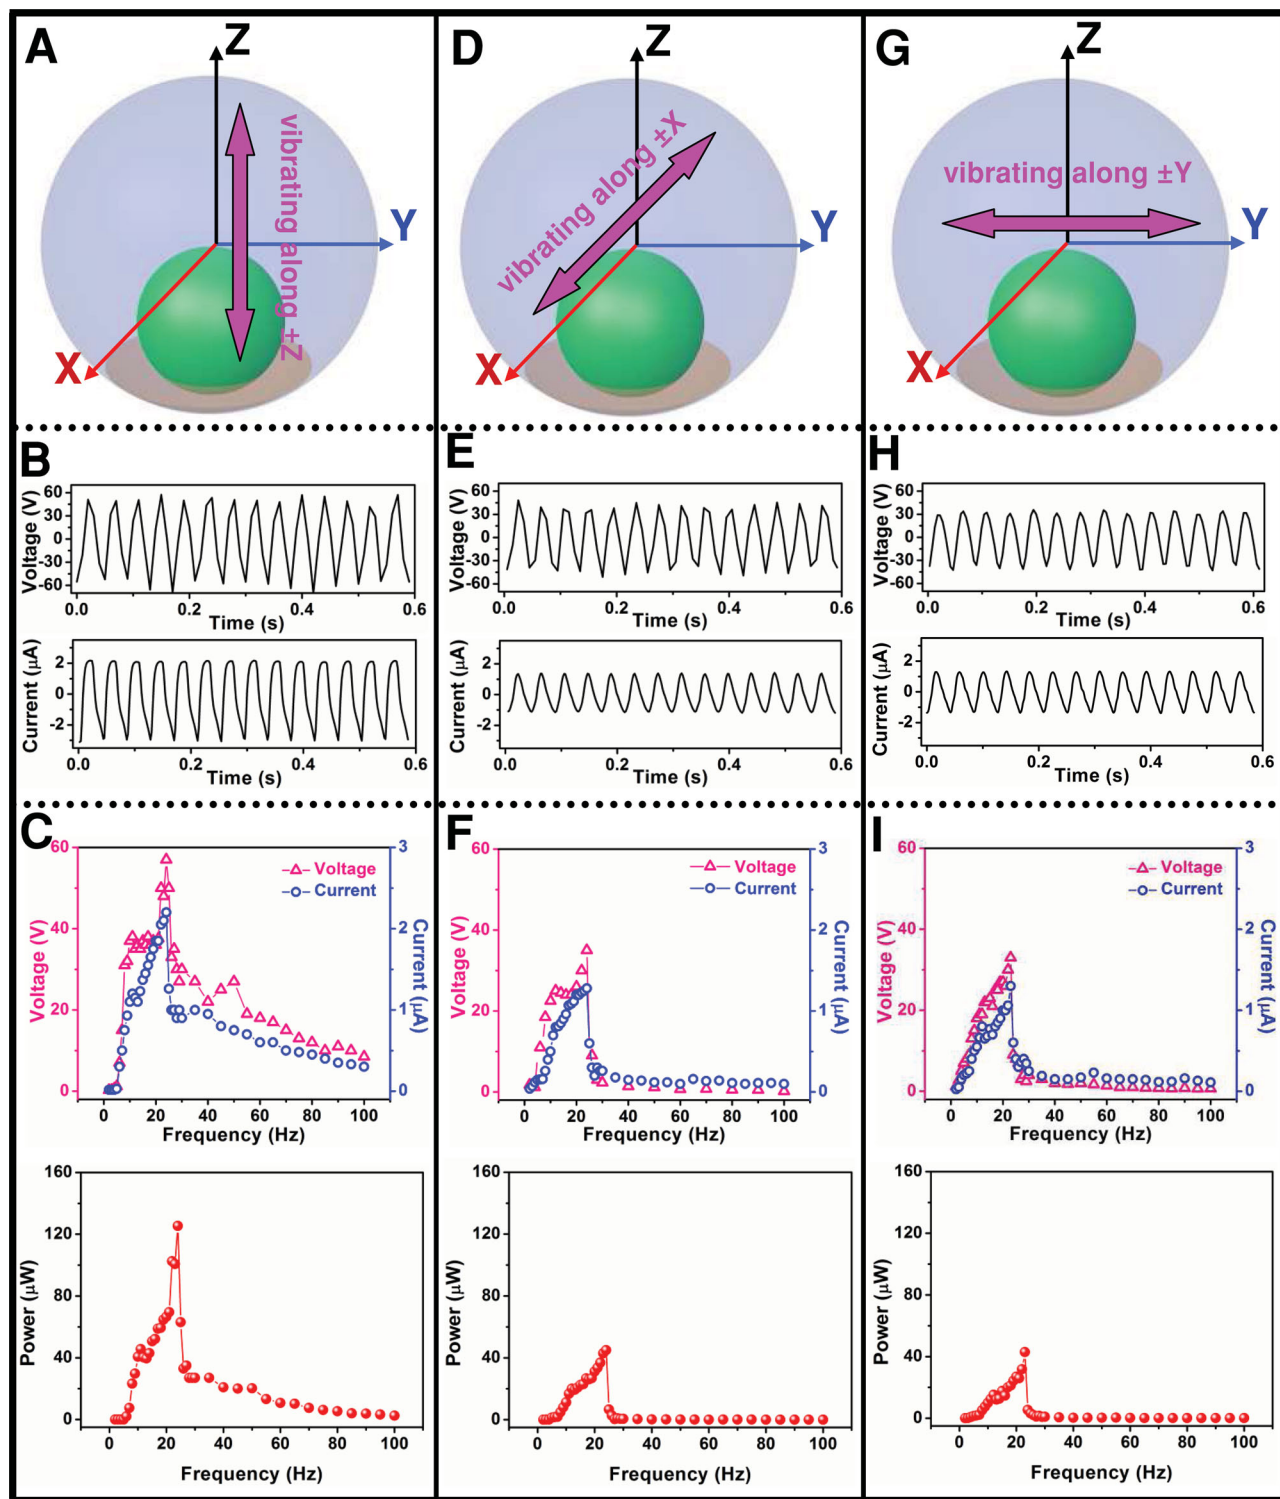 A
Z
Y
X
vibrating along ±Z
D
Z
Y
X
vibrating along ±X
G
Z
Y
X
vibrating along ±Y
B
Voltage (V)
60
30
0
-30
-60
0.0 0.2 0.4 0.6
Time (s)
Current (µA)
2
0
-2
0.0 0.2 0.4 0.6
Time (s)
E
Voltage (V)
60
30
0
-30
-60
0.0 0.2 0.4 0.6
Time (s)
Current (µA)
2
0
-2
0.0 0.2 0.4 0.6
Time (s)
H
Voltage (V)
60
30
0
-30
-60
0.0 0.2 0.4 0.6
Time (s)
Current (µA)
2
0
-2
0.0 0.2 0.4 0.6
Time (s)
C
Voltage (V)
60
40
20
0
Voltage
Current
3
2
1
0
Current (µA)
0 20 40 60 80 100
Frequency (Hz)
Power (µW)
160
120
80
40
0
0 20 40 60 80 100
Frequency (Hz)
F
Voltage (V)
60
40
20
0
Voltage
Current
3
2
1
0
Current (µA)
0 20 40 60 80 100
Frequency (Hz)
Power (µW)
160
120
80
40
0
0 20 40 60 80 100
Frequency (Hz)
I
Voltage (V)
60
40
20
0
Voltage
Current
3
2
1
0
Current (µA)
0 20 40 60 80 100
Frequency (Hz)
Power (µW)
160
120
80
40
0
0 20 40 60 80 100
Frequency (Hz)